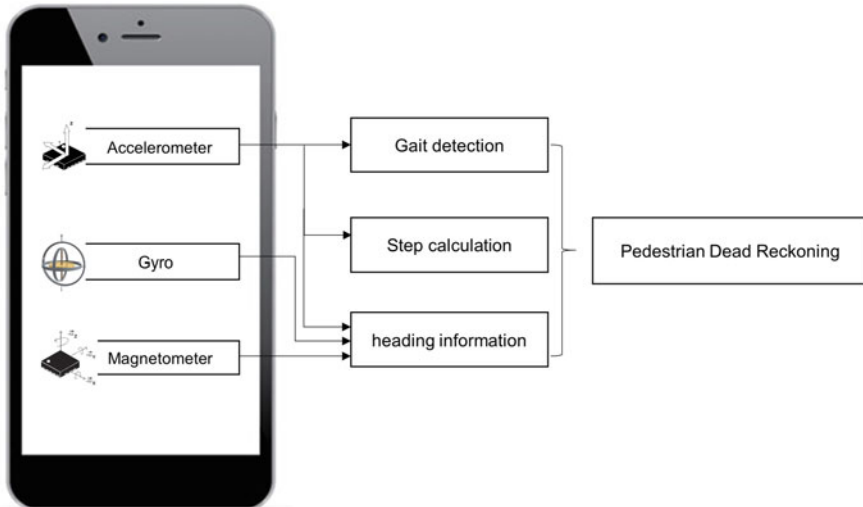 Accelerometer
Gait detection
Step calculation
Pedestrian Dead Reckoning
Gyro
heading information
Magnetometer